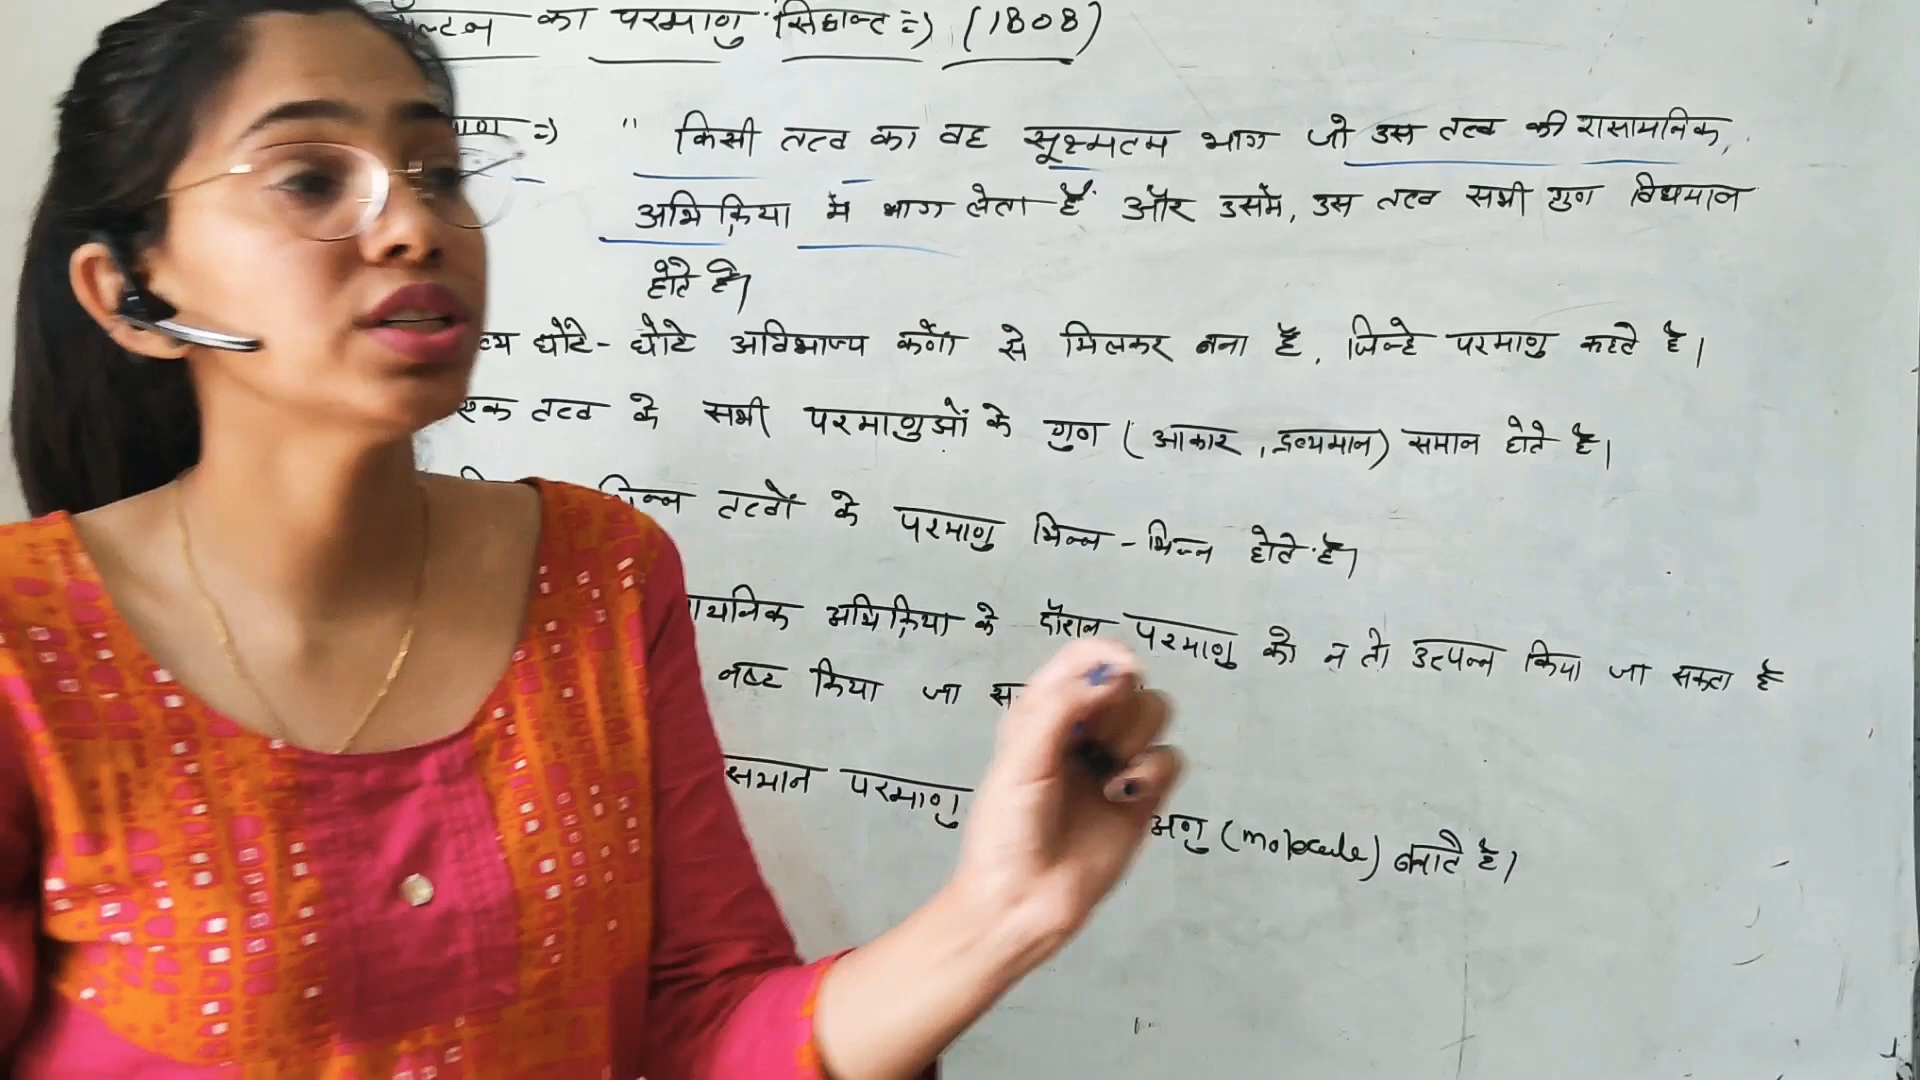 का परमाणु सिद्धान्त ⇒ (1808)
⇒ " किसी तत्व का वह सूक्ष्मतम भाग जो उस तत्व की रासायनिक,
अभिक्रिया में भाग लेता है और उसमें, उस तत्व सभी गुण विद्यमान
होते है।
छोटे - छोटे अविभाज्य कणों से मिलकर बना है, जिन्हे परमाणु कहते है।
एक तत्व के सभी परमाणुओं के गुण (आकार, द्रव्यमान) समान होते है।
तत्वों के परमाणु भिन्न - भिन्न होते है।
अभिक्रिया के दौरान परमाणु को न तो उत्पन्न किया जा सकता है
नष्ट किया जा
समान परमाणु अणु (molecule) बनाते है।